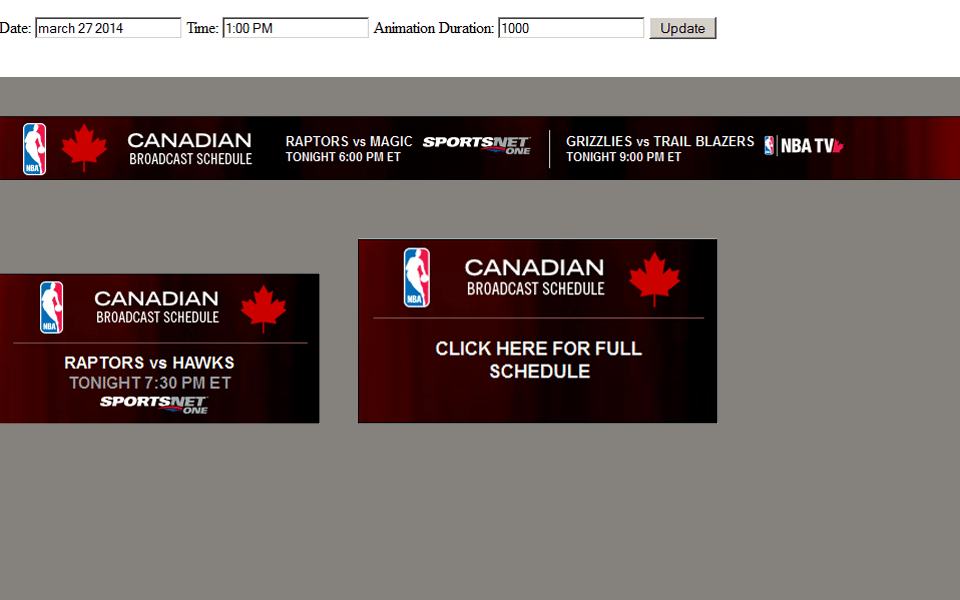 Date: march 27 2014 Time: 1:00 PM Animation Duration: 1000 Update
NBA
CANADIAN
BROADCAST SCHEDULE
RAPTORS vs MAGIC
TONIGHT 6:00 PM ET
SPORTSNET
ONE
GRIZZLIES vs TRAIL BLAZERS
TONIGHT 9:00 PM ET
NBA TV
NBA
CANADIAN
BROADCAST SCHEDULE
RAPTORS vs HAWKS
TONIGHT 7:30 PM ET
SPORTSNET
ONE
NBA
CANADIAN
BROADCAST SCHEDULE
CLICK HERE FOR FULL
SCHEDULE